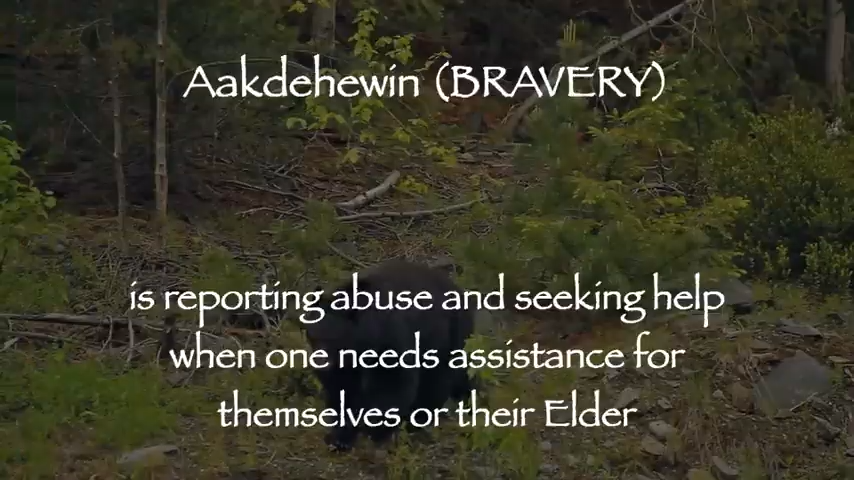 Aakdehewin (BRAVERY)
is reporting abuse and seeking help
when one needs assistance for
themselves or their Elder